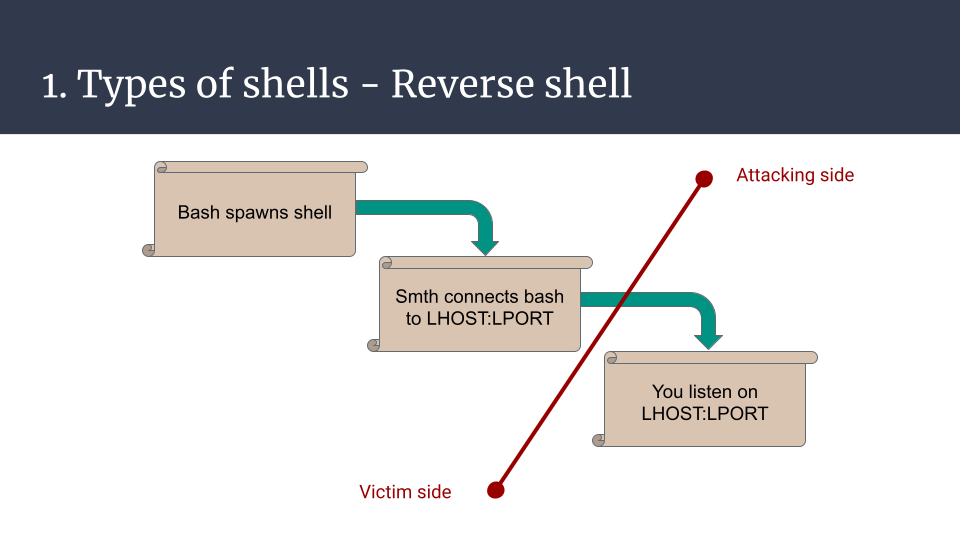 1. Types of shells - Reverse shell
Attacking side
Bash spawns shell
Smth connects bash
to LHOST:LPORT
You listen on
LHOST:LPORT
Victim side